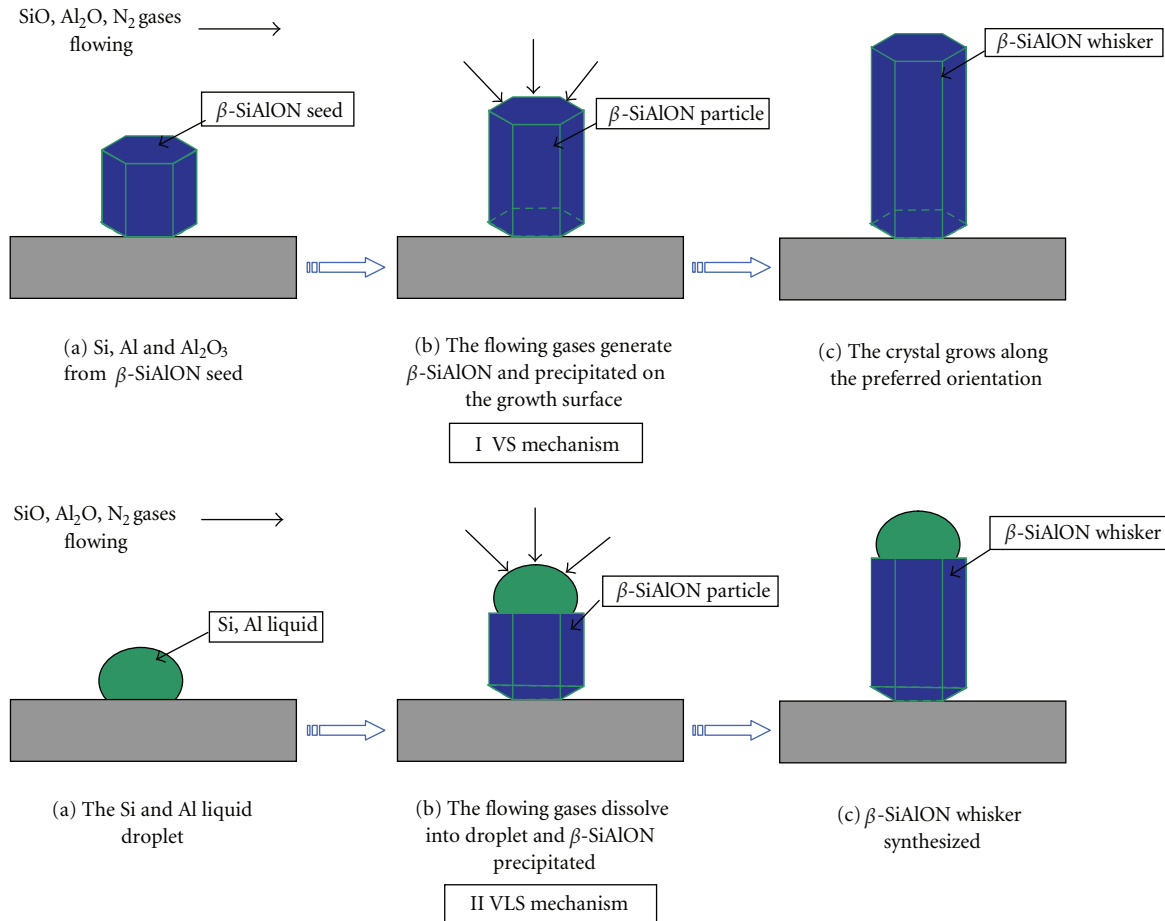 SiO, Al₂O, N₂ gases
flowing
β-SiAlON seed
β-SiAlON particle
β-SiAlON whisker
(a) Si, Al and Al₂O₃
from β-SiAlON seed
(b) The flowing gases generate
β-SiAlON and precipitated on
the growth surface
(c) The crystal grows along
the preferred orientation
I VS mechanism
SiO, Al₂O, N₂ gases
flowing
Si, Al liquid
β-SiAlON particle
β-SiAlON whisker
(a) The Si and Al liquid
droplet
(b) The flowing gases dissolve
into droplet and β-SiAlON
precipitated
(c) β-SiAlON whisker
synthesized
II VLS mechanism